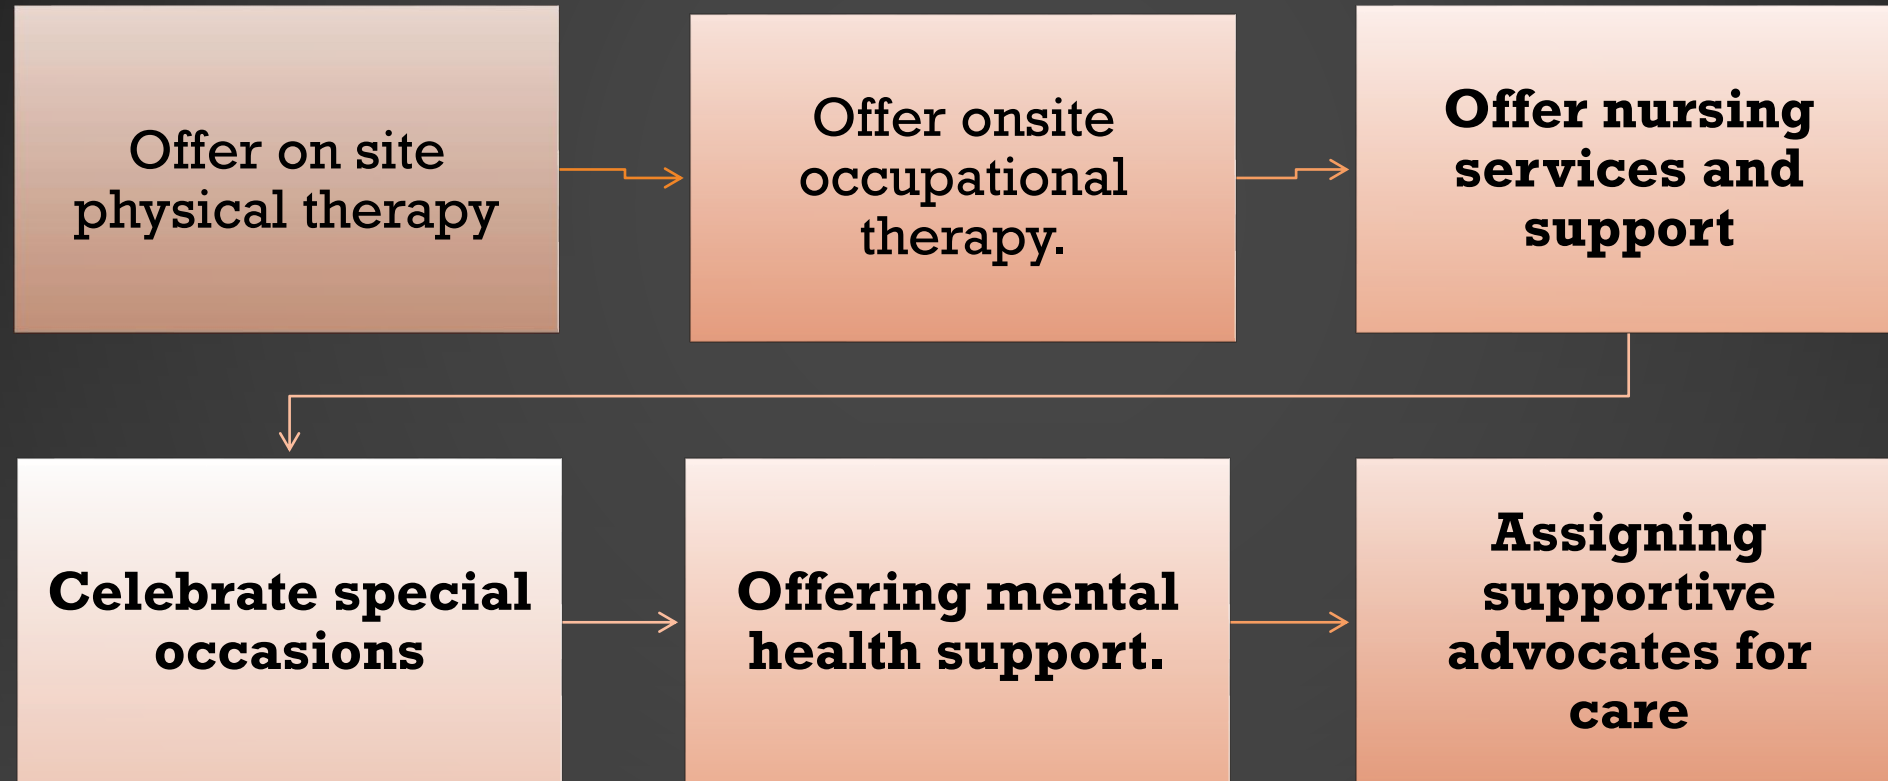 Offer on site
physical therapy
Offer onsite
occupational
therapy.
Offer nursing
services and
support
Celebrate special
occasions
Offering mental
health support.
Assigning
supportive
advocates for
care